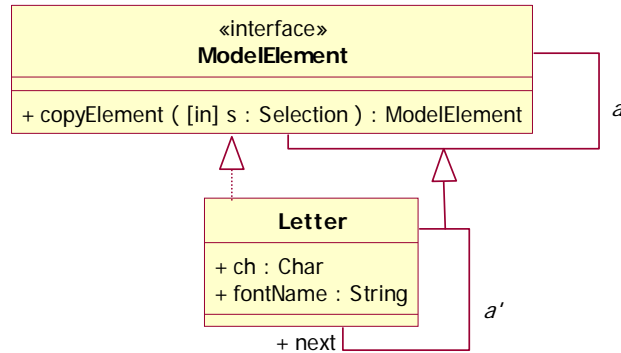 «interface»
ModelElement
+ copyElement ( [in] s : Selection ) : ModelElement
a
Letter
+ ch : Char
+ fontName : String
a'
+ next